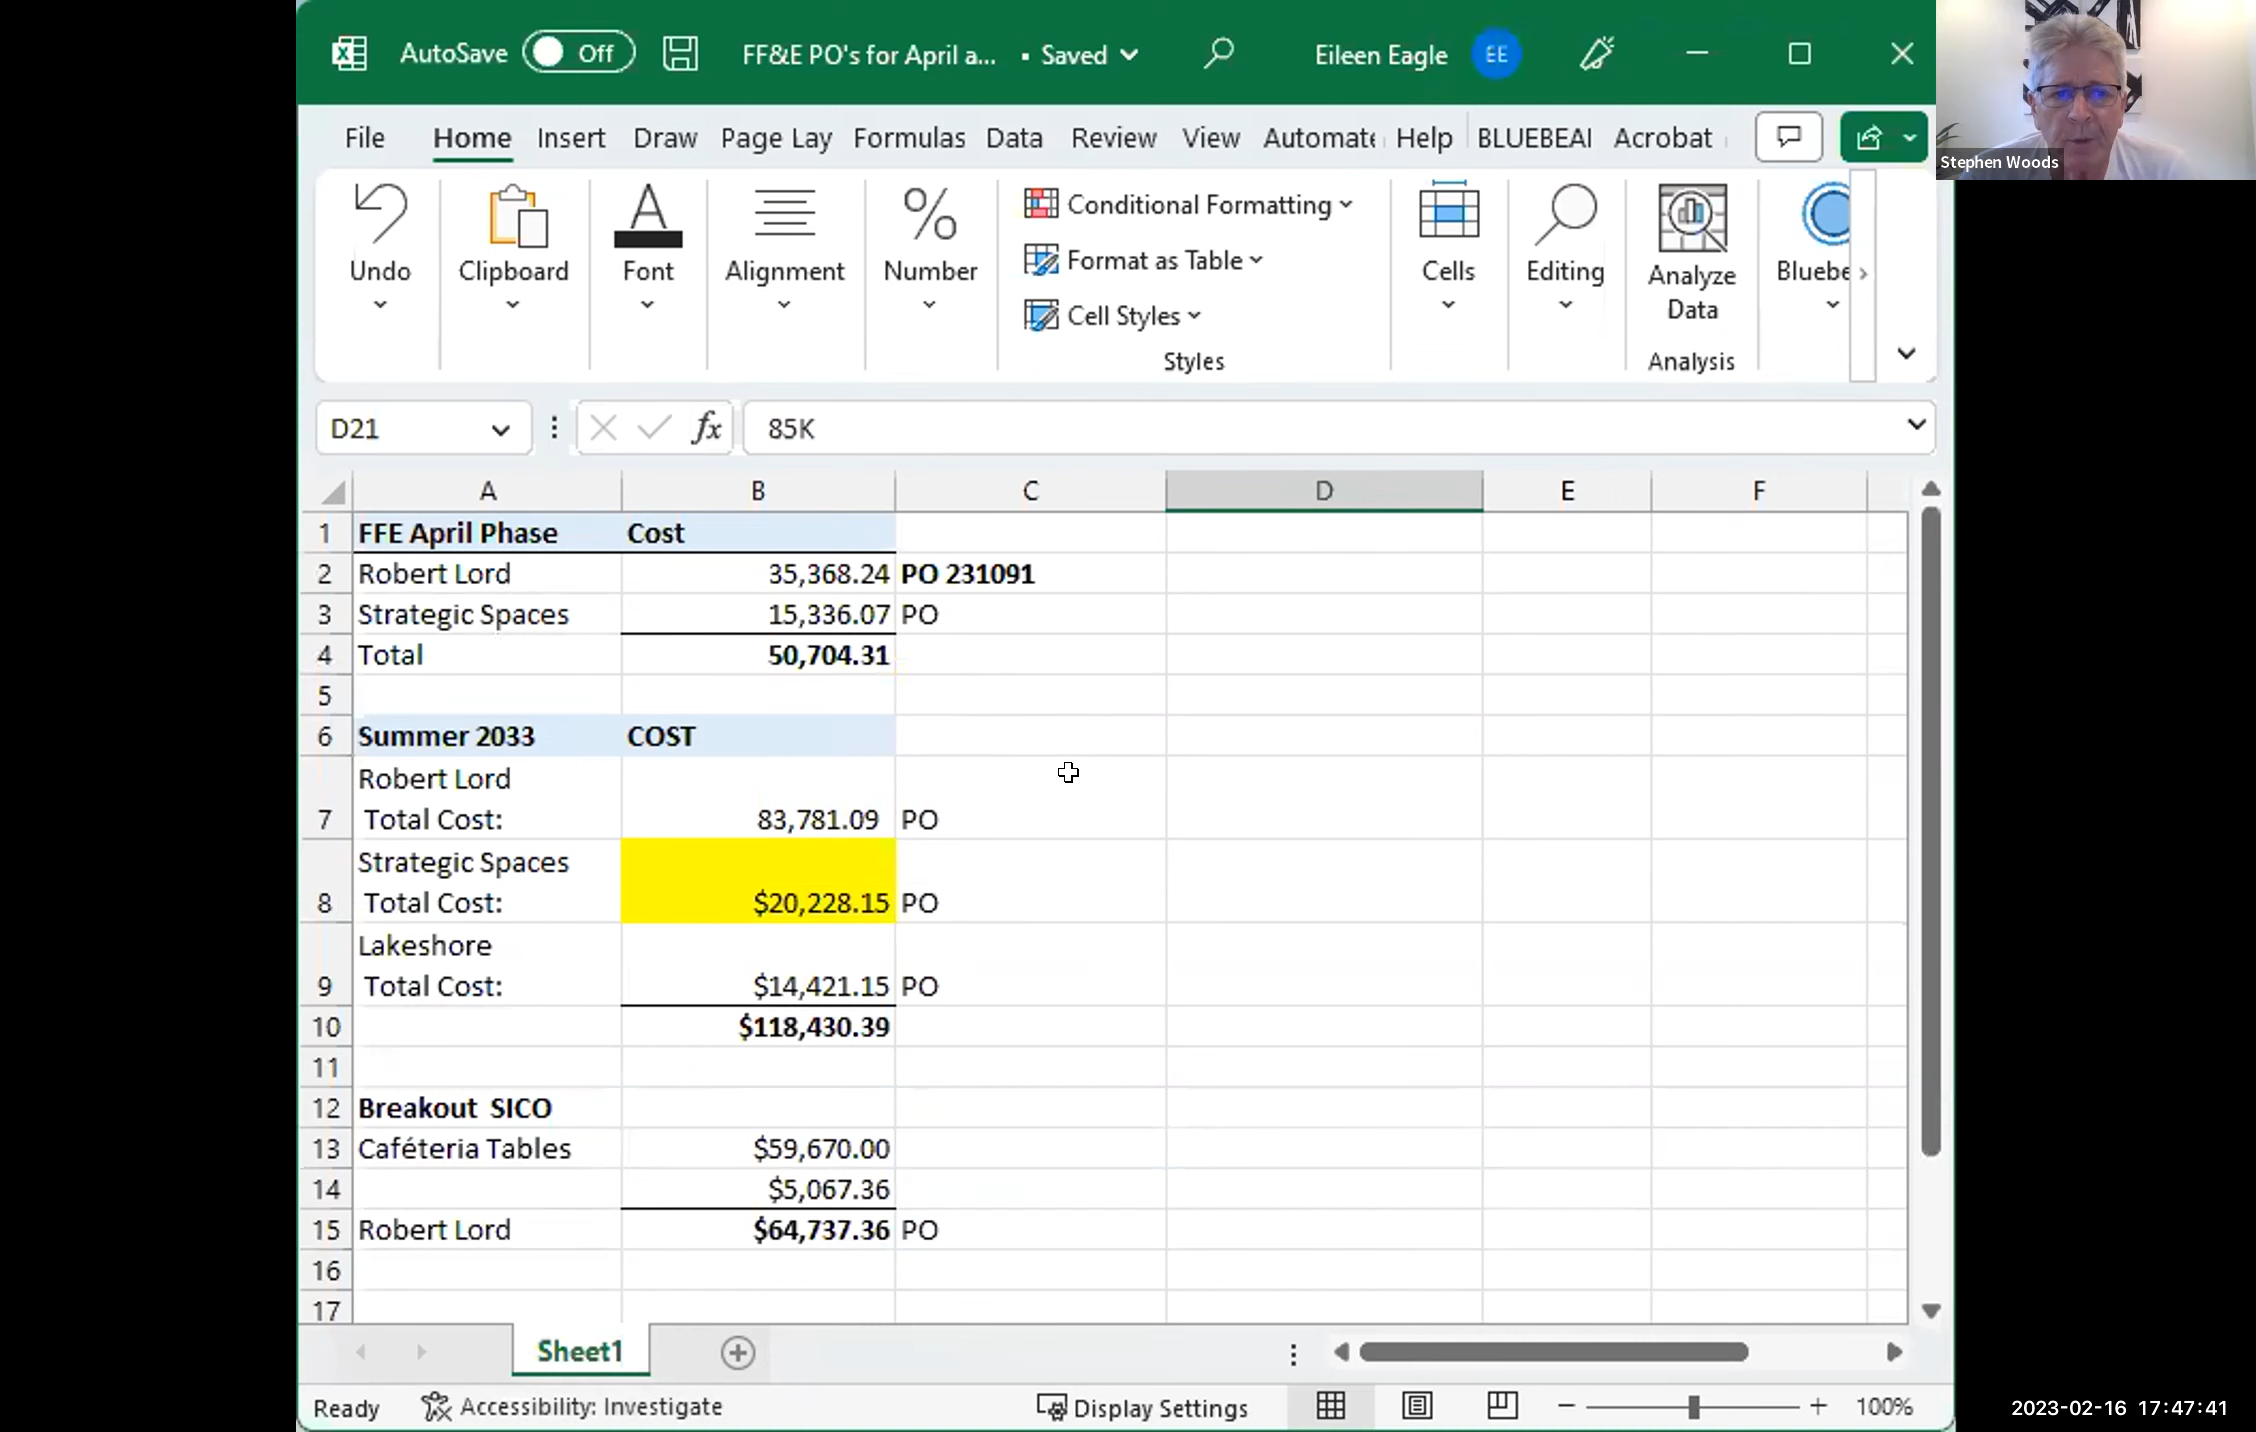 AutoSave Off FF&E PO's for April a... • Saved Eileen Eagle EE
Stephen Woods
File Home Insert Draw Page Lay Formulas Data Review View Automate Help BLUEBEAI Acrobat
Undo Clipboard Font Alignment Number Conditional Formatting Format as Table Cell Styles Styles Cells Editing Analyze Data Analysis Bluebe
D21 fx 85K
A B C D E F
1 FFE April Phase Cost
2 Robert Lord 35,368.24 PO 231091
3 Strategic Spaces 15,336.07 PO
4 Total 50,704.31
5
6 Summer 2033 COST
Robert Lord
7 Total Cost: 83,781.09 PO
Strategic Spaces
8 Total Cost: $20,228.15 PO
Lakeshore
9 Total Cost: $14,421.15 PO
10 $118,430.39
11
12 Breakout SICO
13 Caféteria Tables $59,670.00
14 $5,067.36
15 Robert Lord $64,737.36 PO
16
17
Sheet1
Ready Accessibility: Investigate Display Settings 100%
2023-02-16 17:47:41